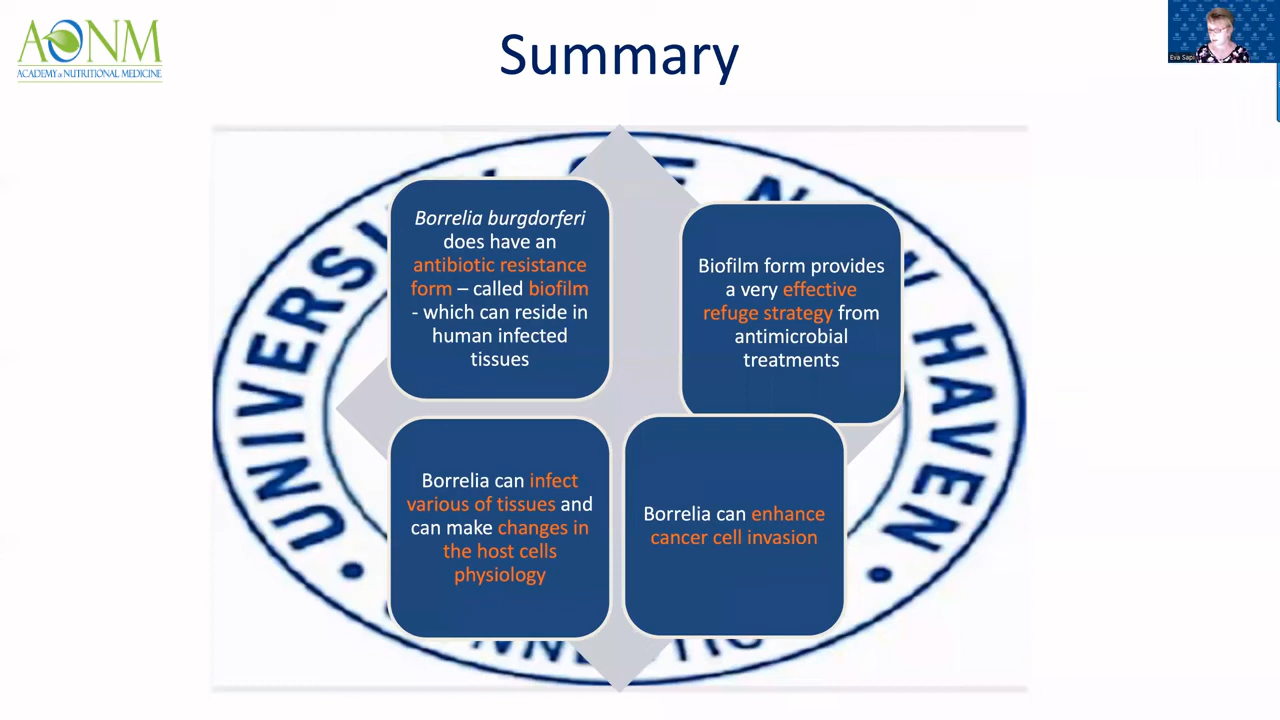 AONM
ACADEMY of NUTRITIONAL MEDICINE
Summary
Eva Sapi
Borrelia burgdorferi
does have an
antibiotic resistance
form – called biofilm
- which can reside in
human infected
tissues
Biofilm form provides
a very effective
refuge strategy from
antimicrobial
treatments
Borrelia can infect
various of tissues and
can make changes in
the host cells
physiology
Borrelia can enhance
cancer cell invasion
HAVEN